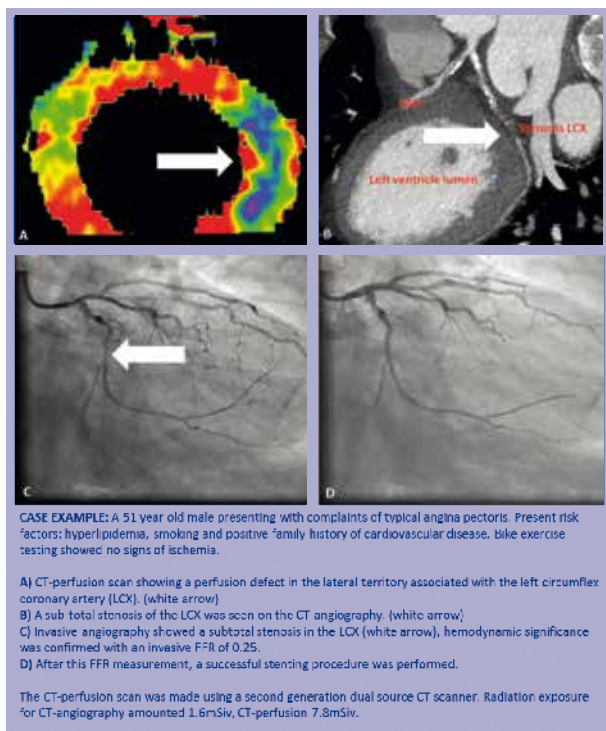 A
B
Stenosis LCX
Left ventricle lumen
C
D
CASE EXAMPLE: A 51 year old male presenting with complaints of typical angina pectoris. Present risk
factors: hyperlipidemia, smoking and positive family history of cardiovascular disease. Bike exercise
testing showed no signs of ischemia.
A) CT-perfusion scan showing a perfusion defect in the lateral territory associated with the left circumflex
coronary artery (LCX). (white arrow)
B) A sub total stenosis of the LCX was seen on the CT angiography. (white arrow)
C) Invasive angiography showed a subtotal stenosis in the LCX (white arrow), hemodynamic significance
was confirmed with an invasive FFR of 0.25.
D) After this FFR measurement, a successful stenting procedure was performed.
The CT-perfusion scan was made using a second generation dual source CT scanner. Radiation exposure
for CT-angiography amounted 1.6mSiv, CT-perfusion 7.8mSiv.